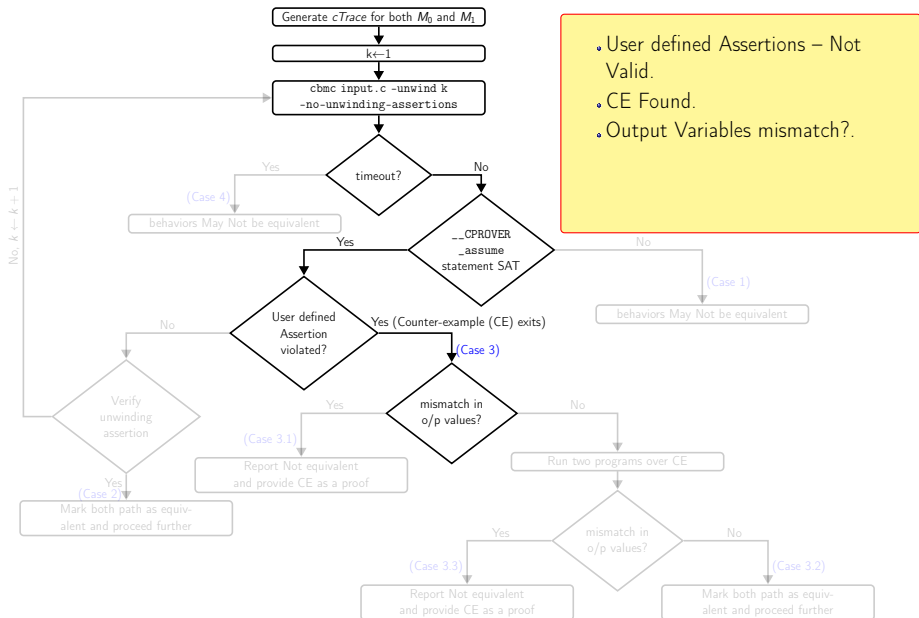 Generate cTrace for both M₀ and M₁
k←1
cbmc input.c -unwind k
-no-unwinding-assertions
• User defined Assertions – Not
Valid.
• CE Found.
• Output Variables mismatch?.
timeout?
Yes
No
(Case 4)
behaviors May Not be equivalent
No, k ← k + 1
__CPROVER
_assume
statement SAT
Yes
No
(Case 1)
behaviors May Not be equivalent
User defined
Assertion
violated?
No
Yes (Counter-example (CE) exits)
(Case 3)
Verify
unwinding
assertion
mismatch in
o/p values?
Yes
No
(Case 3.1)
Report Not equivalent
and provide CE as a proof
Run two programs over CE
Yes
(Case 2)
Mark both path as equiv-
alent and proceed further
mismatch in
o/p values?
Yes
No
(Case 3.3)
(Case 3.2)
Report Not equivalent
and provide CE as a proof
Mark both path as equiv-
alent and proceed further